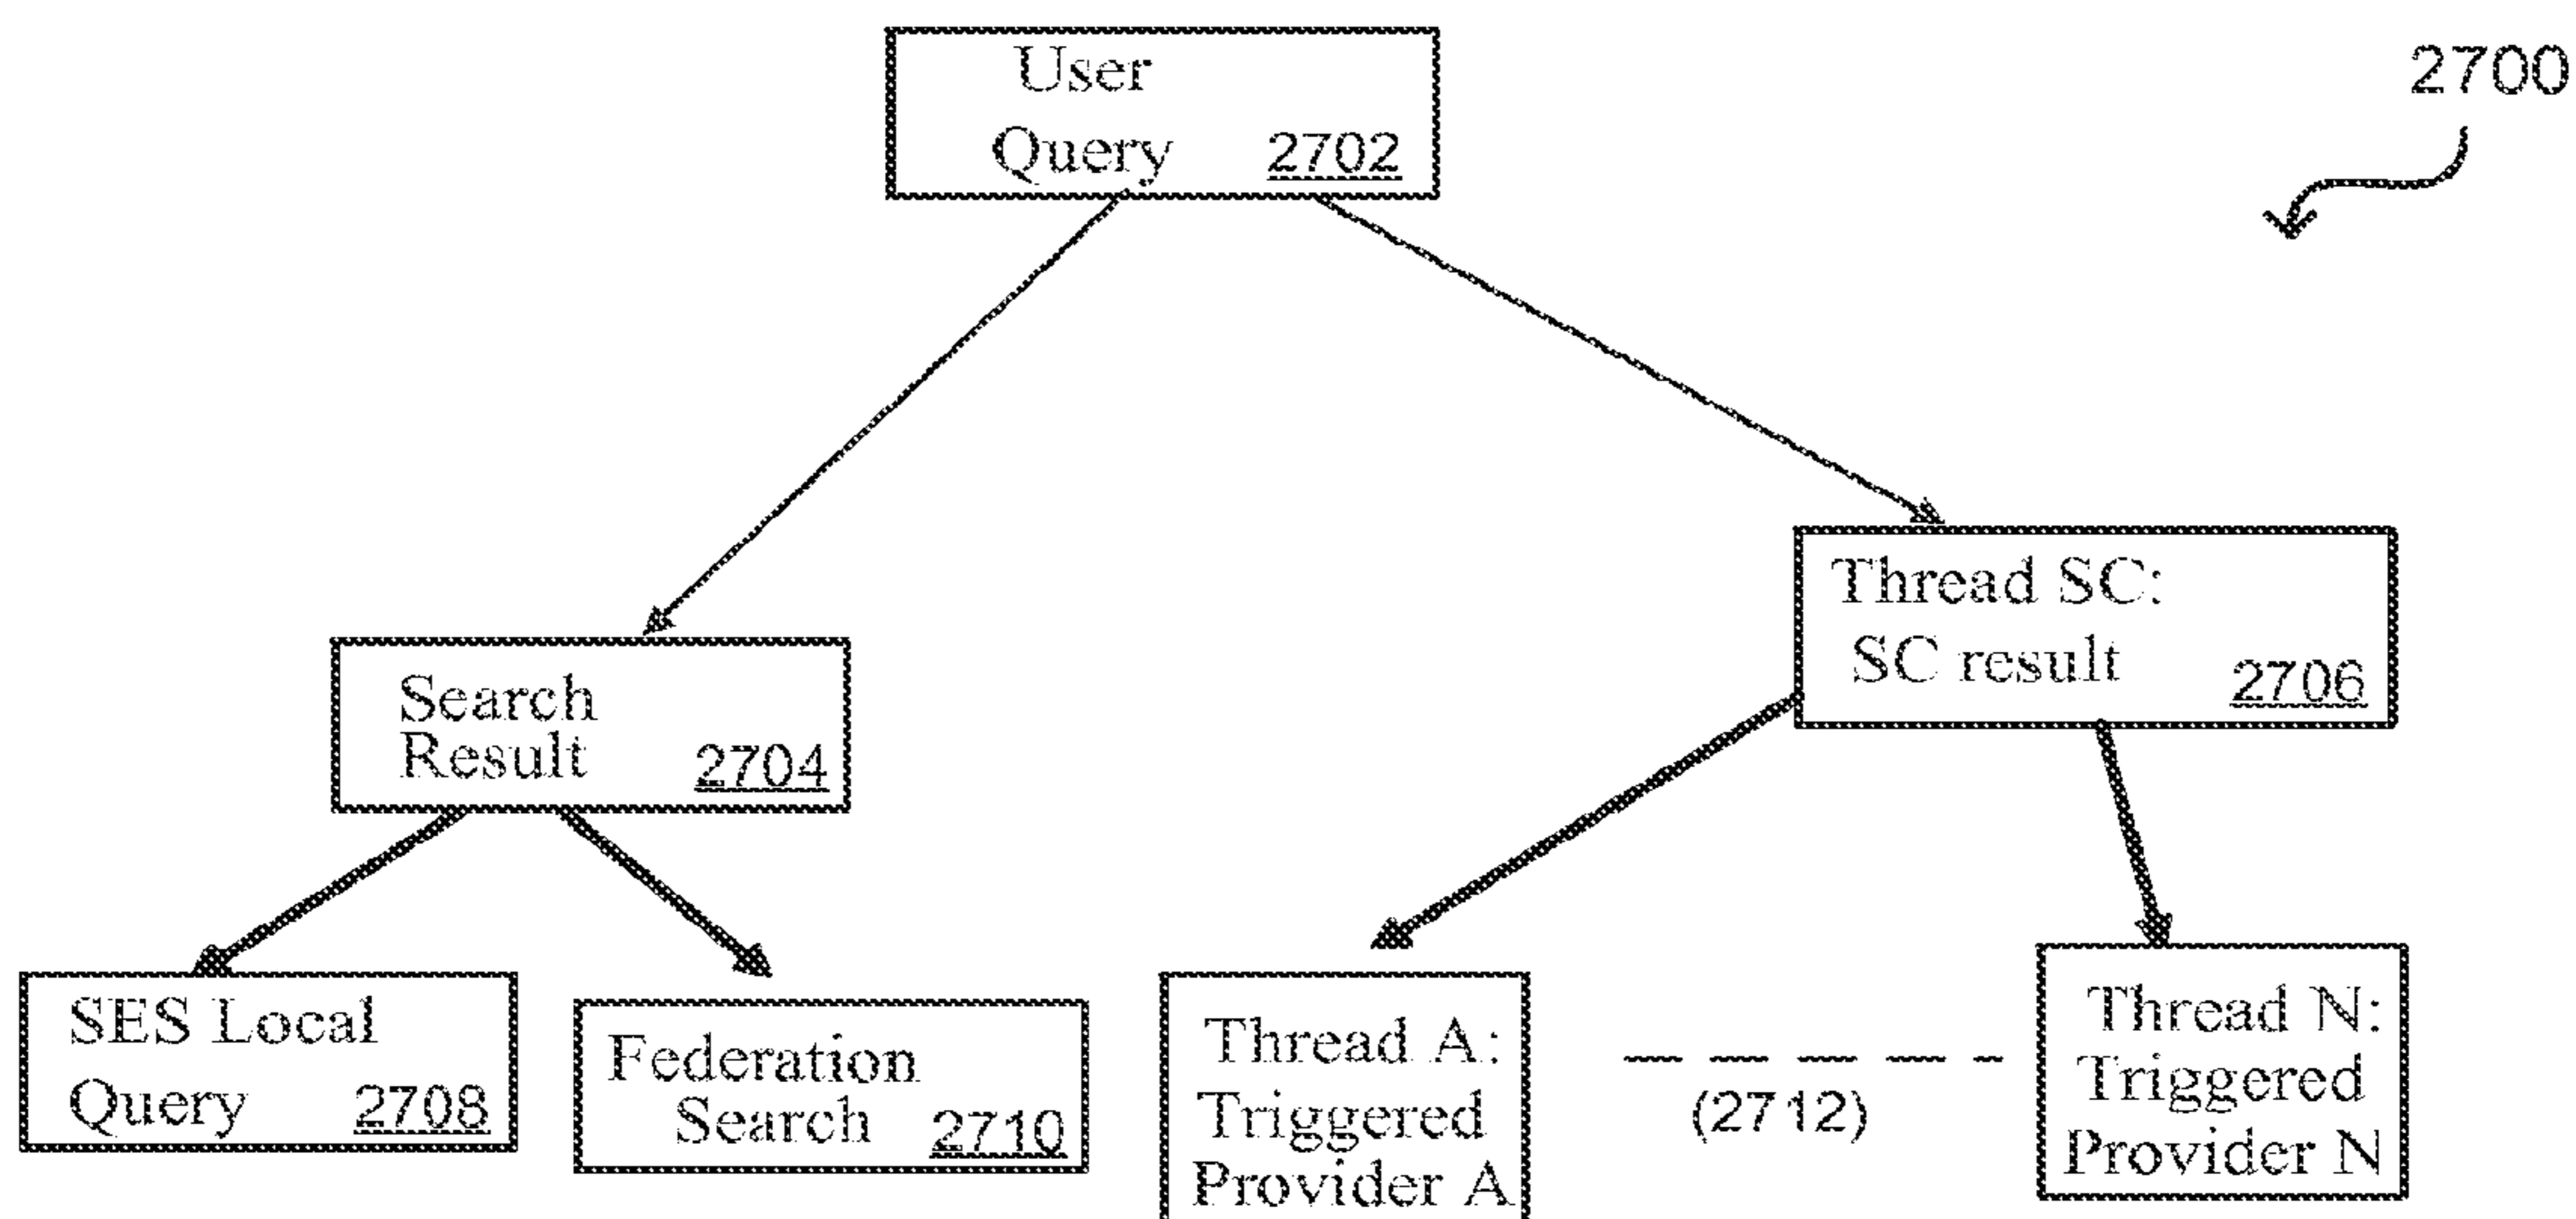 User
Query 2702
2700
Thread SC:
SC result 2706
Search
Result 2704
SES Local
Query 2708
Federation
Search 2710
Thread A:
Triggered
Provider A
(2712)
Thread N:
Triggered
Provider N